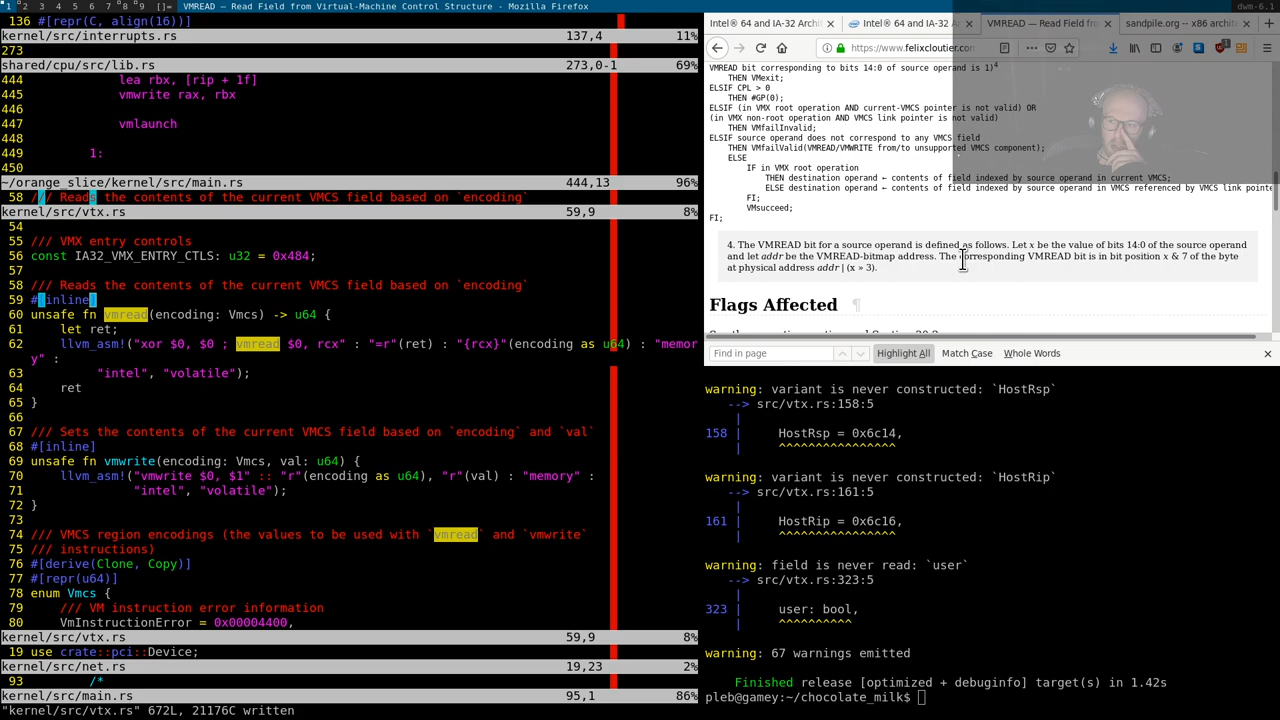 1 2 3 4 5 6 7 8 9 []= VMREAD — Read Field from Virtual-Machine Control Structure - Mozilla Firefox dwm-6.1
136 #[repr(C, align(16))]
kernel/src/interrupts.rs 137,4 11%
273
shared/cpu/src/lib.rs 273,0-1 69%
444 lea rbx, [rip + 1f]
445 vmwrite rax, rbx
446
447 vmlaunch
448
449 1:
450
~/orange_slice/kernel/src/main.rs 444,13 96%
58 /// Reads the contents of the current VMCS field based on `encoding`
kernel/src/vtx.rs 59,9 8%
54
55 /// VMX entry controls
56 const IA32_VMX_ENTRY_CTLS: u32 = 0x484;
57
58 /// Reads the contents of the current VMCS field based on `encoding`
59 #[inline]
60 unsafe fn vmread(encoding: Vmcs) -> u64 {
61 let ret;
62 llvm_asm!("xor $0, $0 ; vmread $0, rcx" : "=r"(ret) : "{rcx}"(encoding as u64) : "memor
y" :
63 "intel", "volatile");
64 ret
65 }
66
67 /// Sets the contents of the current VMCS field based on `encoding` and `val`
68 #[inline]
69 unsafe fn vmwrite(encoding: Vmcs, val: u64) {
70 llvm_asm!("vmwrite $0, $1" :: "r"(encoding as u64), "r"(val) : "memory" :
71 "intel", "volatile");
72 }
73
74 /// VMCS region encodings (the values to be used with `vmread` and `vmwrite`
75 /// instructions)
76 #[derive(Clone, Copy)]
77 #[repr(u64)]
78 enum Vmcs {
79 /// VM instruction error information
80 VmInstructionError = 0x00004400,
kernel/src/vtx.rs 59,9 8%
19 use crate::pci::Device;
kernel/src/net.rs 19,23 2%
93 /*
kernel/src/main.rs 95,1 86%
"kernel/src/vtx.rs" 672L, 21176C written
Intel® 64 and IA-32 Archit × Intel® 64 and IA-32 A × VMREAD — Read Field from × sandpile.org -- x86 archite ×
https://www.felixcloutier.com
VMREAD bit corresponding to bits 14:0 of source operand is 1)4
THEN VMexit;
ELSIF CPL > 0
THEN #GP(0);
ELSIF (in VMX root operation AND current-VMCS pointer is not valid) OR
(in VMX non-root operation AND VMCS link pointer is not valid)
THEN VMfailInvalid;
ELSIF source operand does not correspond to any VMCS field
THEN VMfailValid(VMREAD/VMWRITE from/to unsupported VMCS component);
ELSE
IF in VMX root operation
THEN destination operand ← contents of field indexed by source operand in current VMCS;
ELSE destination operand ← contents of field indexed by source operand in VMCS referenced by VMCS link pointe
FI;
VMsucceed;
FI;
4. The VMREAD bit for a source operand is defined as follows. Let x be the value of bits 14:0 of the source operand
and let addr be the VMREAD-bitmap address. The corresponding VMREAD bit is in bit position x & 7 of the byte
at physical address addr | (x » 3).
Flags Affected ¶
Find in page Highlight All Match Case Whole Words ×
warning: variant is never constructed: `HostRsp`
--> src/vtx.rs:158:5
|
158 | HostRsp = 0x6c14,
| ^^^^^^^^^^^^^^^^
warning: variant is never constructed: `HostRip`
--> src/vtx.rs:161:5
|
161 | HostRip = 0x6c16,
| ^^^^^^^^^^^^^^^^
warning: field is never read: `user`
--> src/vtx.rs:323:5
|
323 | user: bool,
| ^^^^^^^^^^
warning: 67 warnings emitted
Finished release [optimized + debuginfo] target(s) in 1.42s
pleb@gamey:~/chocolate_milk$